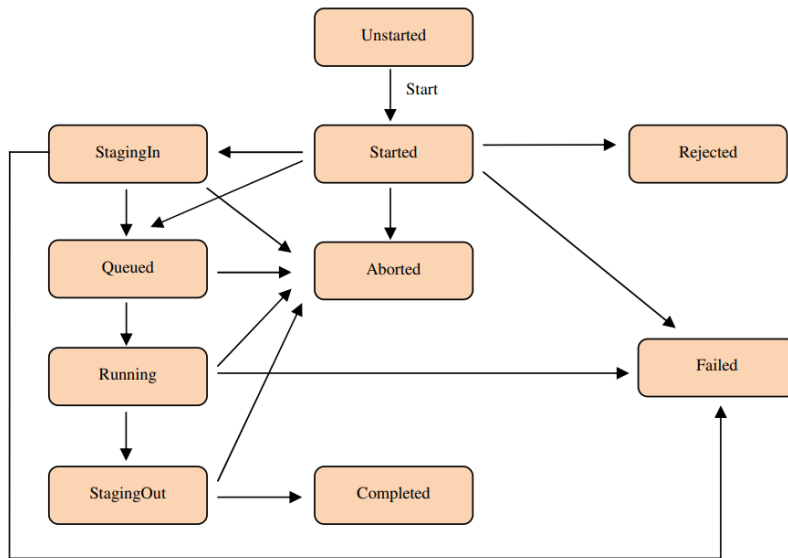 Unstarted
Start
StagingIn
Started
Rejected
Queued
Aborted
Running
Failed
StagingOut
Completed